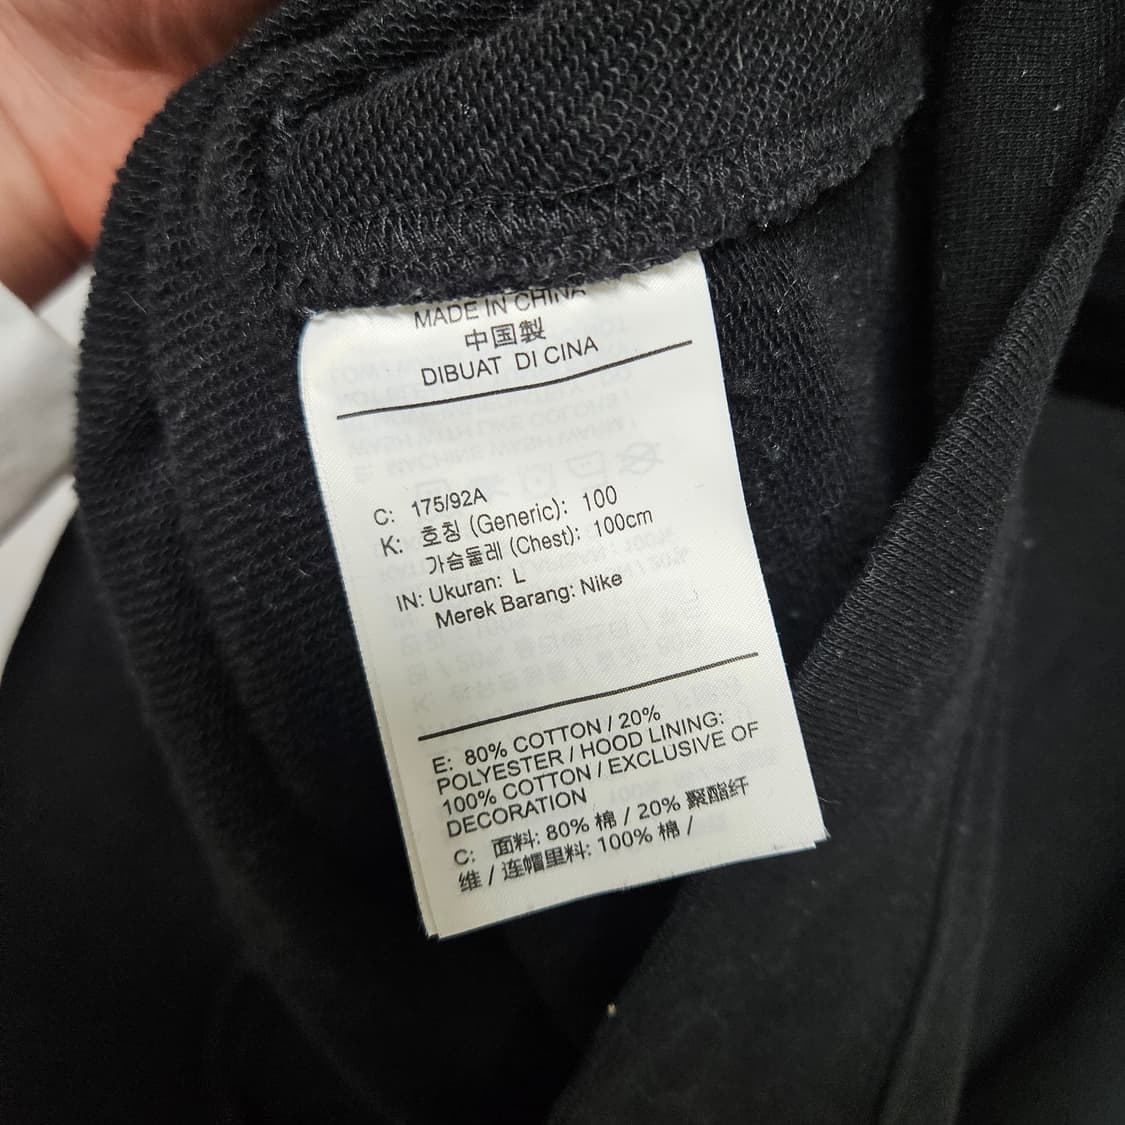 MADE IN CHINA
中国製
DIBUAT DI CINA
C: 175/92A
K: 호칭 (Generic): 100
가슴둘레 (Chest): 100cm
IN: Ukuran: L
Merek Barang: Nike
E: 80% COTTON / 20%
POLYESTER / HOOD LINING:
100% COTTON / EXCLUSIVE OF
DECORATION
C: 面料: 80% 棉 / 20% 聚酯纤
维 / 连帽里料: 100% 棉 /